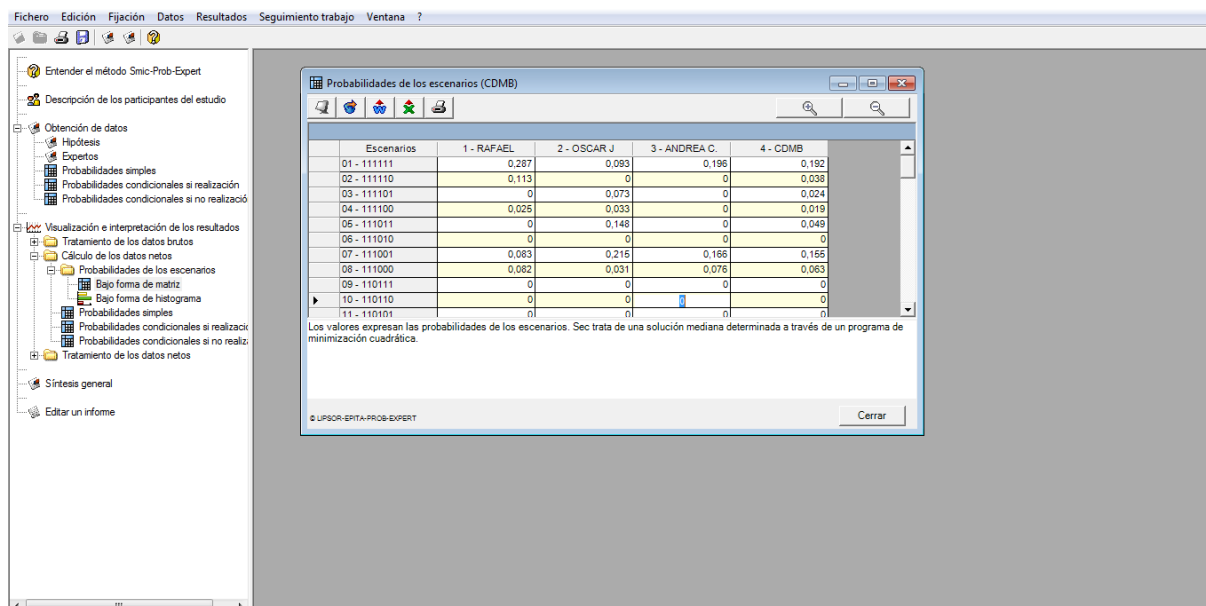 Fichero Edición Fijación Datos Resultados Seguimiento trabajo Ventana ?
Entender el método Smic-Prob-Expert
Descripción de los participantes del estudio
Obtención de datos
Hipótesis
Expertos
Probabilidades simples
Probabilidades condicionales si realización
Probabilidades condicionales si no realizació
Visualización e interpretación de los resultados
Tratamiento de los datos brutos
Cálculo de los datos netos
Probabilidades de los escenarios
Bajo forma de matriz
Bajo forma de histograma
Probabilidades simples
Probabilidades condicionales si realizació
Probabilidades condicionales si no realiza
Tratamiento de los datos netos
Síntesis general
Editar un informe
Probabilidades de los escenarios (CDMB)
Escenarios 1 - RAFAEL 2 - OSCAR J 3 - ANDREA C. 4 - CDMB
01 - 111111 0,287 0,093 0,196 0,192
02 - 111110 0,113 0 0 0,038
03 - 111101 0 0,073 0 0,024
04 - 111100 0,025 0,033 0 0,019
05 - 111011 0 0,148 0 0,049
06 - 111010 0 0 0 0
07 - 111001 0,083 0,215 0,166 0,155
08 - 111000 0,082 0,031 0,076 0,063
09 - 110111 0 0 0 0
10 - 110110 0 0 0 0
11 - 110101 0 0 0 0
Los valores expresan las probabilidades de los escenarios. Sec trata de una solución mediana determinada a través de un programa de
minimización cuadrática.
© LIPSOR-EPITA-PROB-EXPERT
Cerrar